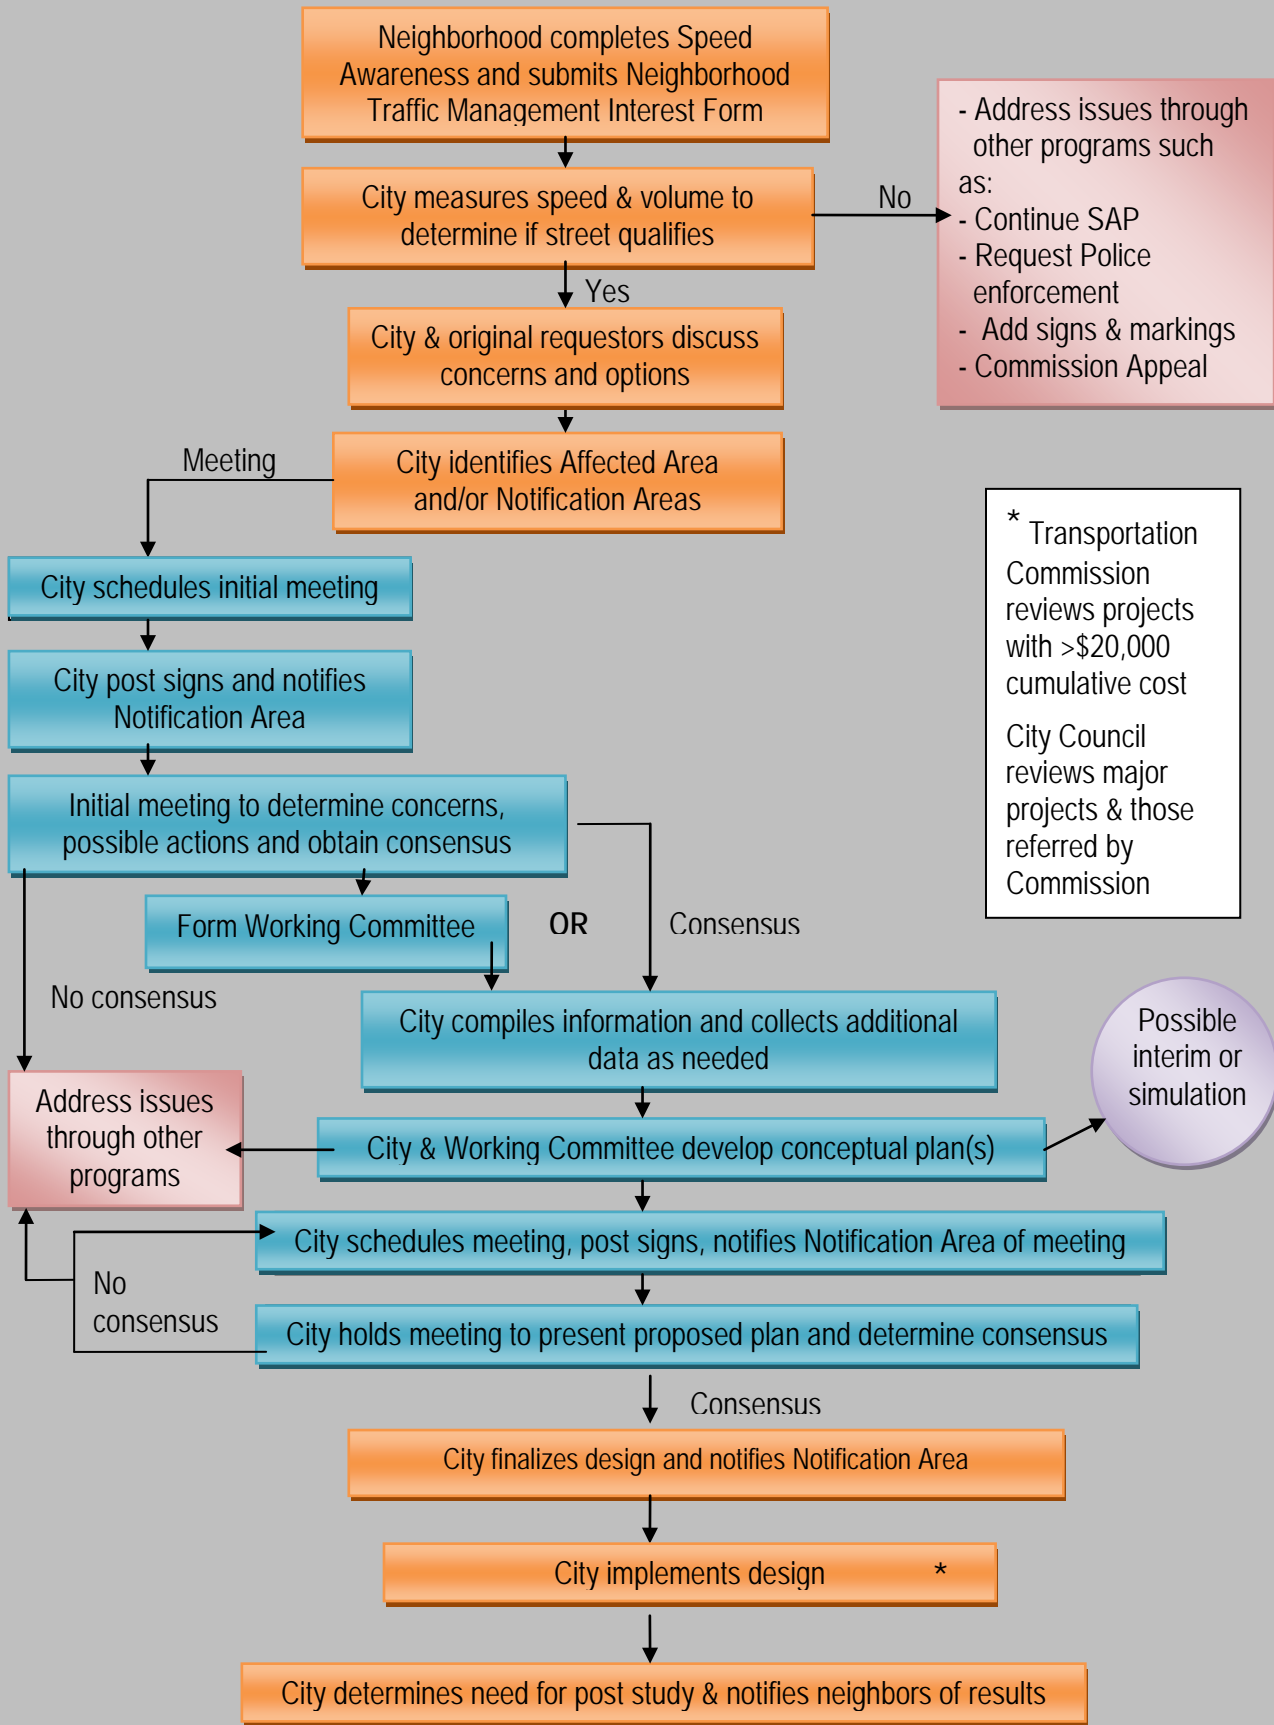 Neighborhood completes Speed
Awareness and submits Neighborhood
Traffic Management Interest Form
- Address issues through
other programs such
as:
- Continue SAP
- Request Police
enforcement
- Add signs & markings
- Commission Appeal
City measures speed & volume to
determine if street qualifies
No
Yes
City & original requestors discuss
concerns and options
Meeting
City identifies Affected Area
and/or Notification Areas
* Transportation
Commission
reviews projects
with >$20,000
cumulative cost
City Council
reviews major
projects & those
referred by
Commission
City schedules initial meeting
City post signs and notifies
Notification Area
Initial meeting to determine concerns,
possible actions and obtain consensus
Form Working Committee
OR
Consensus
No consensus
City compiles information and collects additional
data as needed
Possible
interim or
simulation
Address issues
through other
programs
City & Working Committee develop conceptual plan(s)
City schedules meeting, post signs, notifies Notification Area of meeting
No
consensus
City holds meeting to present proposed plan and determine consensus
Consensus
City finalizes design and notifies Notification Area
City implements design *
City determines need for post study & notifies neighbors of results